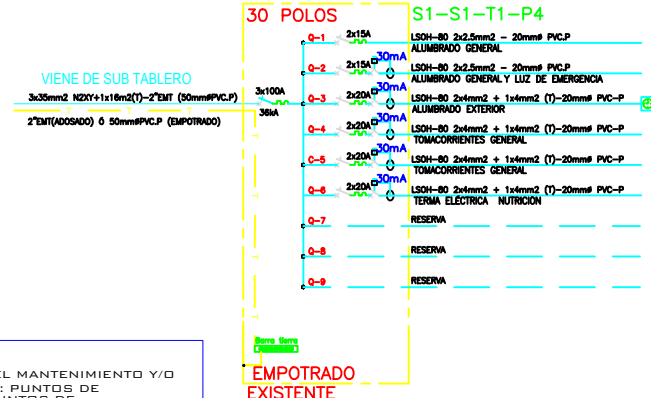 30 POLOS
S1-S1-T1-P4
Q-1
2x15A
LSOH-80 2x2.5mm2 - 20mmø PVC.P
ALUMBRADO GENERAL
30mA
Q-2
2x15A
LSOH-80 2x2.5mm2 - 20mmø PVC.P
ALUMBRADO GENERAL Y LUZ DE EMERGENCIA
VIENE DE SUB TABLERO
3x35mm2 N2XY+1x16m2(T)-2"EMT (50mmøPVC.P)
3x100A
36kA
30mA
Q-3
2x20A
LSOH-80 2x4mm2 + 1x4mm2 (T)-20mmø PVC-P
ALUMBRADO EXTERIOR
2"EMT(ADOSADO) Ó 50mmøPVC.P (EMPOTRADO)
30mA
Q-4
2x20A
LSOH-80 2x4mm2 + 1x4mm2 (T)-20mmø PVC-P
TOMACORRIENTES GENERAL
30mA
C-5
2x20A
LSOH-80 2x4mm2 + 1x4mm2 (T)-20mmø PVC-P
TOMACORRIENTES GENERAL
30mA
Q-6
2x20A
LSOH-80 2x4mm2 + 1x4mm2 (T)-20mmø PVC-P
TERMA ELÉCTRICA NUTRICION
Q-7
RESERVA
Q-8
RESERVA
Q-9
RESERVA
Barra tierra
EMPOTRADO
EXISTENTE
EL MANTENIMIENTO Y/O
: PUNTOS DE